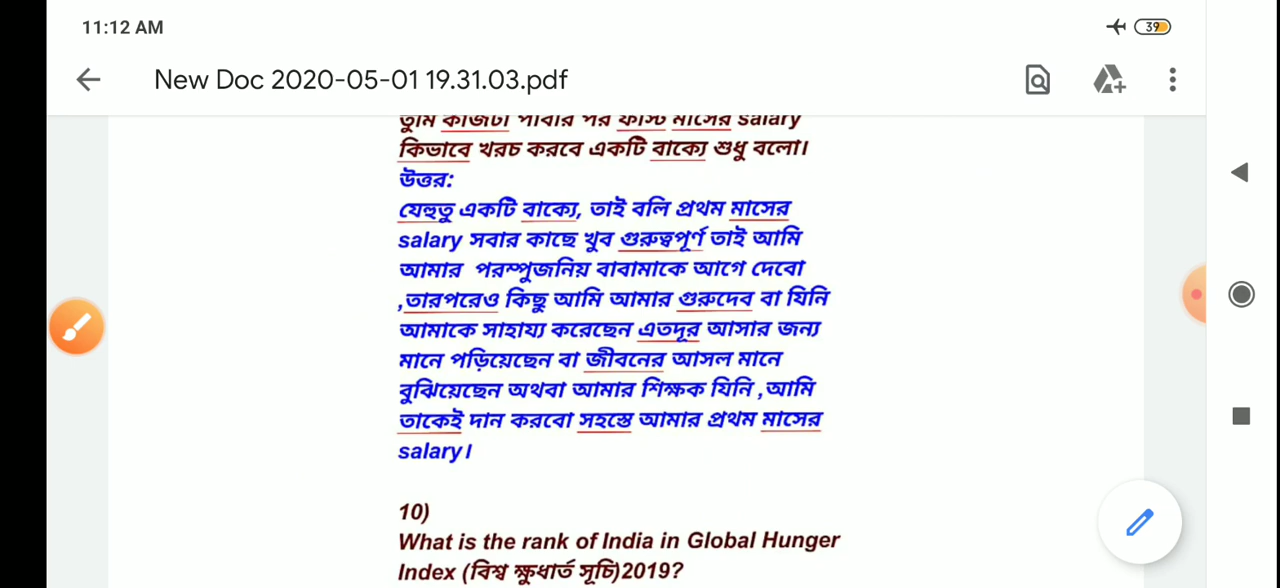 11:12 AM
39
New Doc 2020-05-01 19.31.03.pdf
তুমি কাজটা পাবার পর ফাস্ট মাসের salary
কিভাবে খরচ করবে একটি বাক্যে শুধু বলো।
উত্তর:
যেহুতু একটি বাক্যে, তাই বলি প্রথম মাসের
salary সবার কাছে খুব গুরুত্বপূর্ণ তাই আমি
আমার পরম্পুজনিয় বাবামাকে আগে দেবো
,তারপরেও কিছু আমি আমার গুরুদেব বা যিনি
আমাকে সাহায্য করেছেন এতদূর আসার জন্য
মানে পড়িয়েছেন বা জীবনের আসল মানে
বুঝিয়েছেন অথবা আমার শিক্ষক যিনি ,আমি
তাকেই দান করবো সহস্তে আমার প্রথম মাসের
salary।
10)
What is the rank of India in Global Hunger
Index (বিশ্ব ক্ষুধার্ত সূচি)2019?